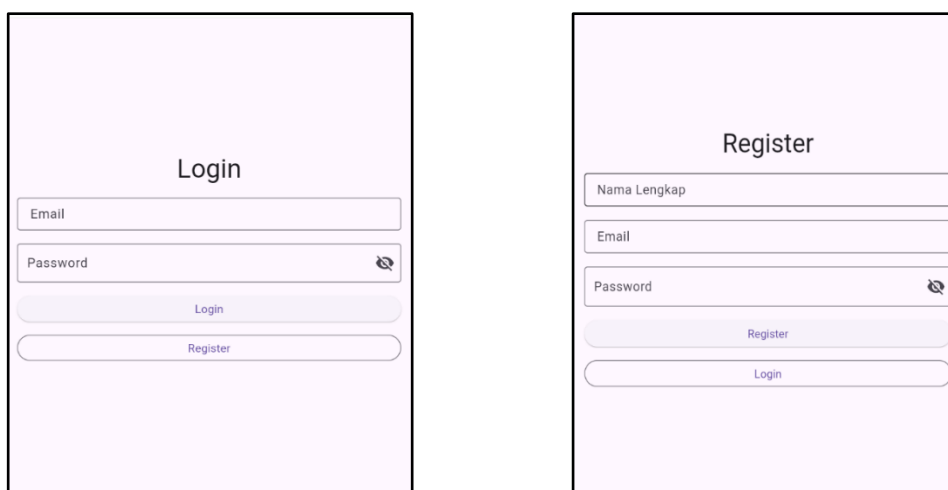 Login
Email
Password
Login
Register
Register
Nama Lengkap
Email
Password
Register
Login